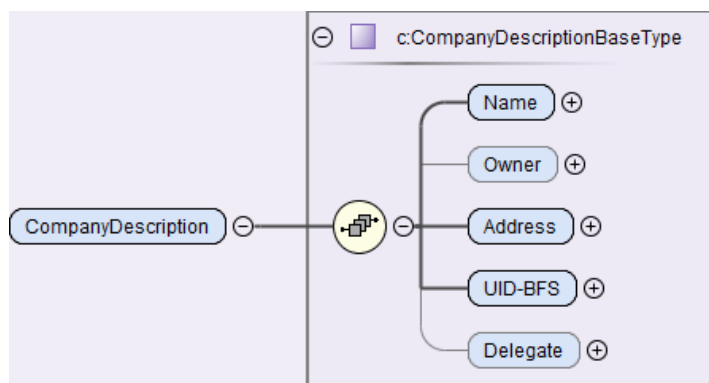 c:CompanyDescriptionBaseType
Name
Owner
CompanyDescription
Address
UID-BFS
Delegate